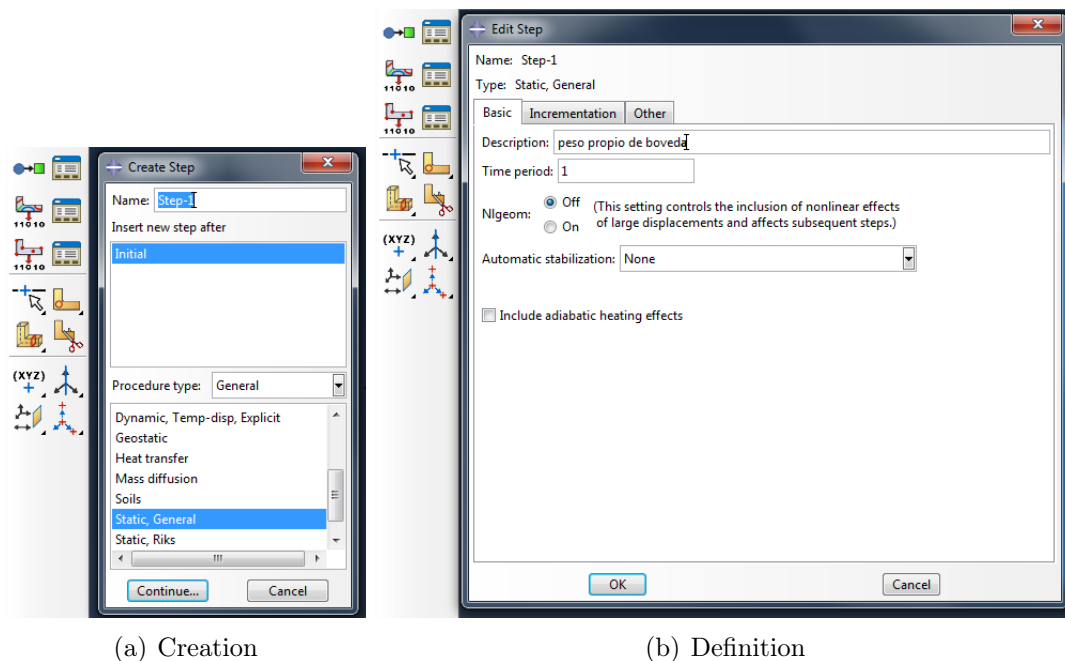 Create Step
Name: Step-1
Insert new step after
Initial
Procedure type: General
Dynamic, Temp-disp, Explicit
Geostatic
Heat transfer
Mass diffusion
Soils
Static, General
Static, Riks
Continue...
Cancel
11010
11010
(XYZ)
(a) Creation
Edit Step
Name: Step-1
Type: Static, General
Basic
Incrementation
Other
Description: peso propio de boveda
Time period: 1
Nlgeom:
Off
On
(This setting controls the inclusion of nonlinear effects
of large displacements and affects subsequent steps.)
Automatic stabilization: None
Include adiabatic heating effects
OK
Cancel
11010
11010
(XYZ)
(b) Definition